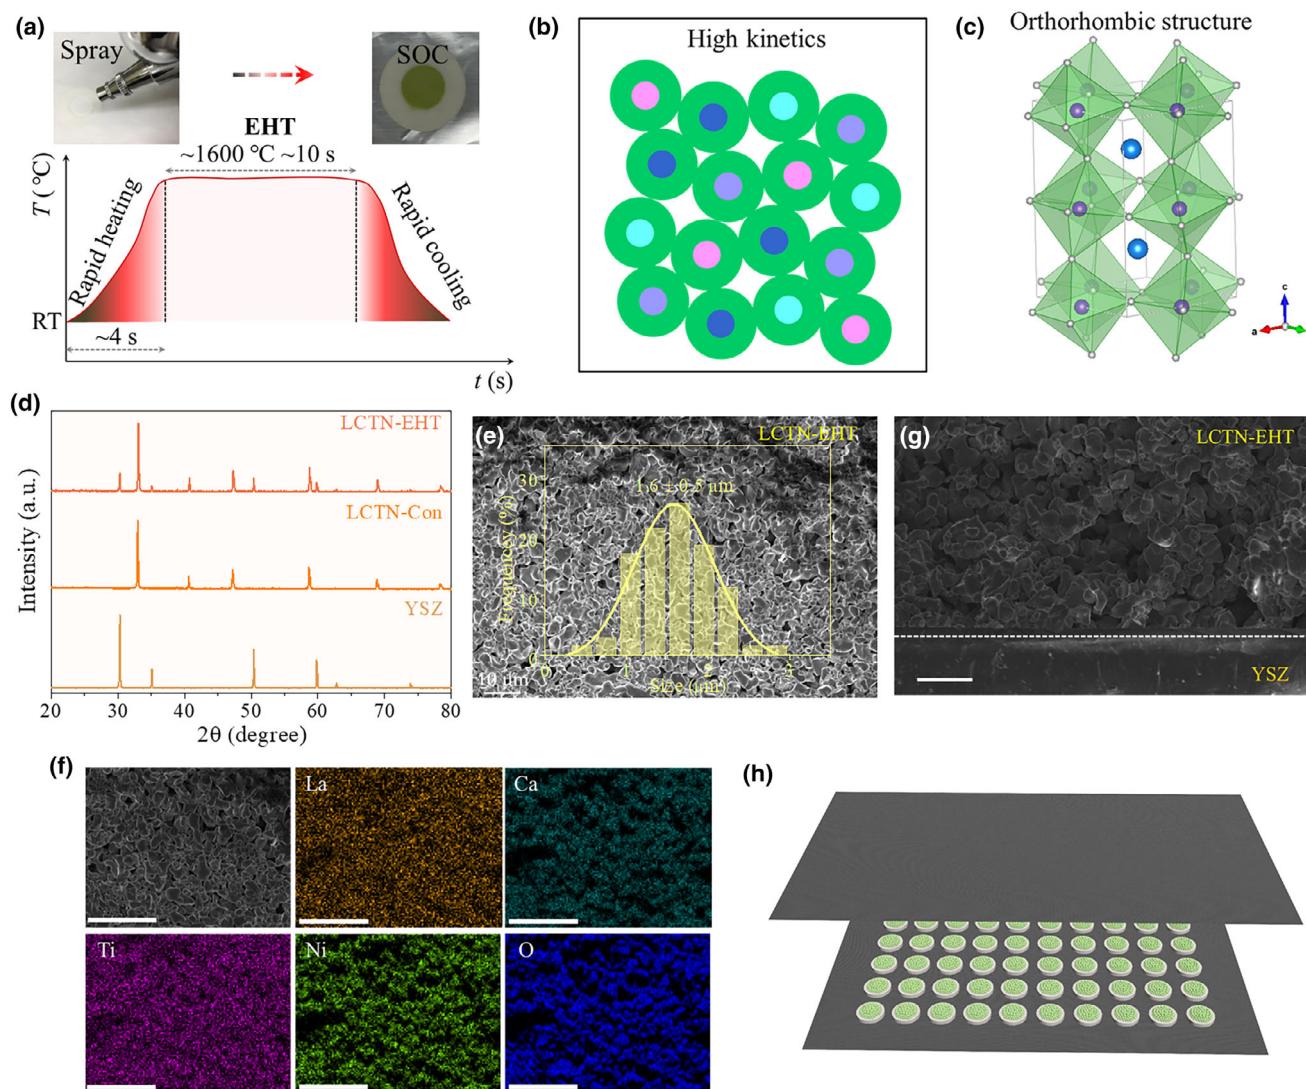 (a)
Spray
SOC
EHT
~1600 °C ~10 s
T (°C)
Rapid heating
Rapid cooling
RT
~4 s
t (s)
(b)
High kinetics
(c)
Orthorhombic structure
c
a
(d)
LCTN-EHT
LCTN-Con
YSZ
Intensity (a.u.)
20 30 40 50 60 70 80
2θ (degree)
(e)
LCTN-EHT
1.6 ± 0.5 μm
Frequencey (%)
30
20
10
0
0 1 2 3
Size (μm)
10 μm
(g)
LCTN-EHT
YSZ
(f)
La
Ca
Ti
Ni
O
(h)